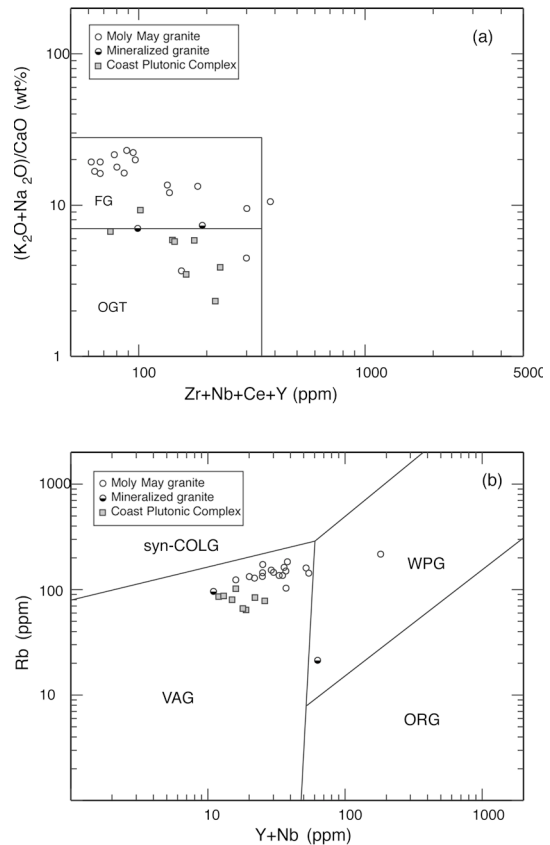 (a)
Moly May granite
Mineralized granite
Coast Plutonic Complex
100
10
1
(K2O+Na 2O)/CaO (wt%)
FG
OGT
100
1000
5000
Zr+Nb+Ce+Y (ppm)
(b)
Moly May granite
Mineralized granite
Coast Plutonic Complex
1000
100
10
Rb (ppm)
syn-COLG
WPG
VAG
ORG
10
100
1000
Y+Nb (ppm)